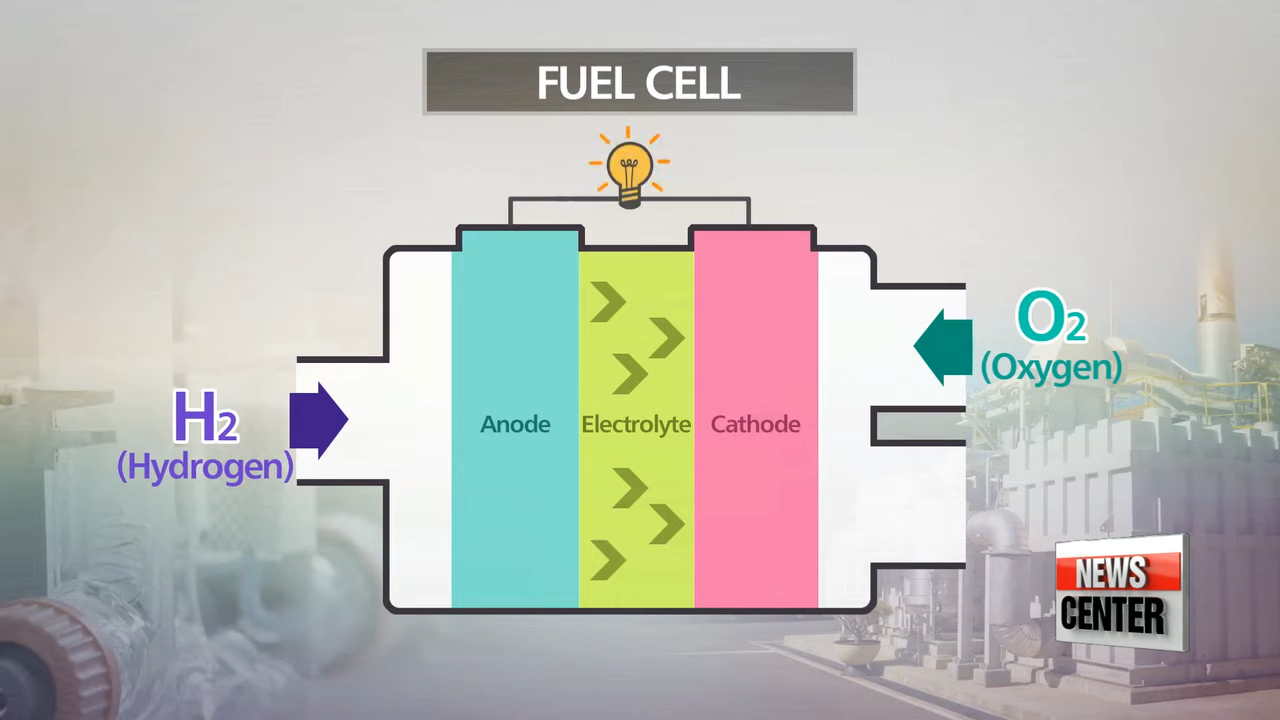 FUEL CELL
H2
(Hydrogen)
Anode
Electrolyte
Cathode
O2
(Oxygen)
NEWS
CENTER